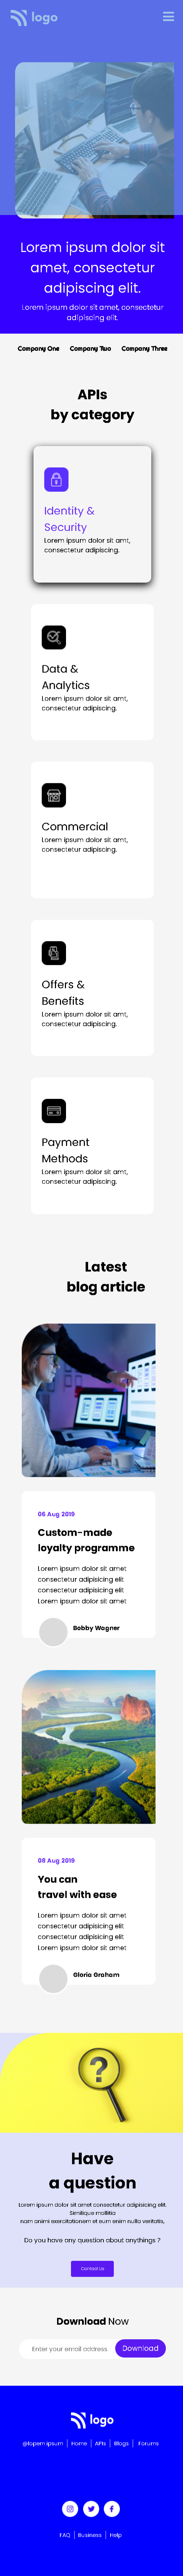 logo
Lorem ipsum dolor sit
amet, consectetur
adipiscing elit.
Lorem ipsum dolor sit amet, consectetur
adipiscing elit.
Company One Company Two Company Three
APIs
by category
Identity &
Security
Lorem ipsum dolor sit amt,
consectetur adipiscing.
Data &
Analytics
Lorem ipsum dolor sit amt,
consectetur adipiscing.
Commercial
Lorem ipsum dolor sit amt,
consectetur adipiscing.
Offers &
Benefits
Lorem ipsum dolor sit amt,
consectetur adipiscing.
Payment
Methods
Lorem ipsum dolor sit amt,
consectetur adipiscing.
Latest
blog article
06 Aug 2019
Custom-made
loyalty programme
Lorem ipsum dolor sit amet
consectetur adipisicing elit
consectetur adipisicing elit
Lorem ipsum dolor sit amet
Bobby Wagner
08 Aug 2019
You can
travel with ease
Lorem ipsum dolor sit amet
consectetur adipisicing elit
consectetur adipisicing elit
Lorem ipsum dolor sit amet
Gloria Graham
?
Have
a question
Lorem ipsum dolor sit amet consectetur adipisicing elit.
Similique mollitia
nam animi exercitationem et eum enim nulla veritatis,
Do you have any question about anythings ?
Contact Us
Download Now
Enter your email address Download
logo
@lopem ipsum Home APIs Blogs Forums
FAQ Business Help